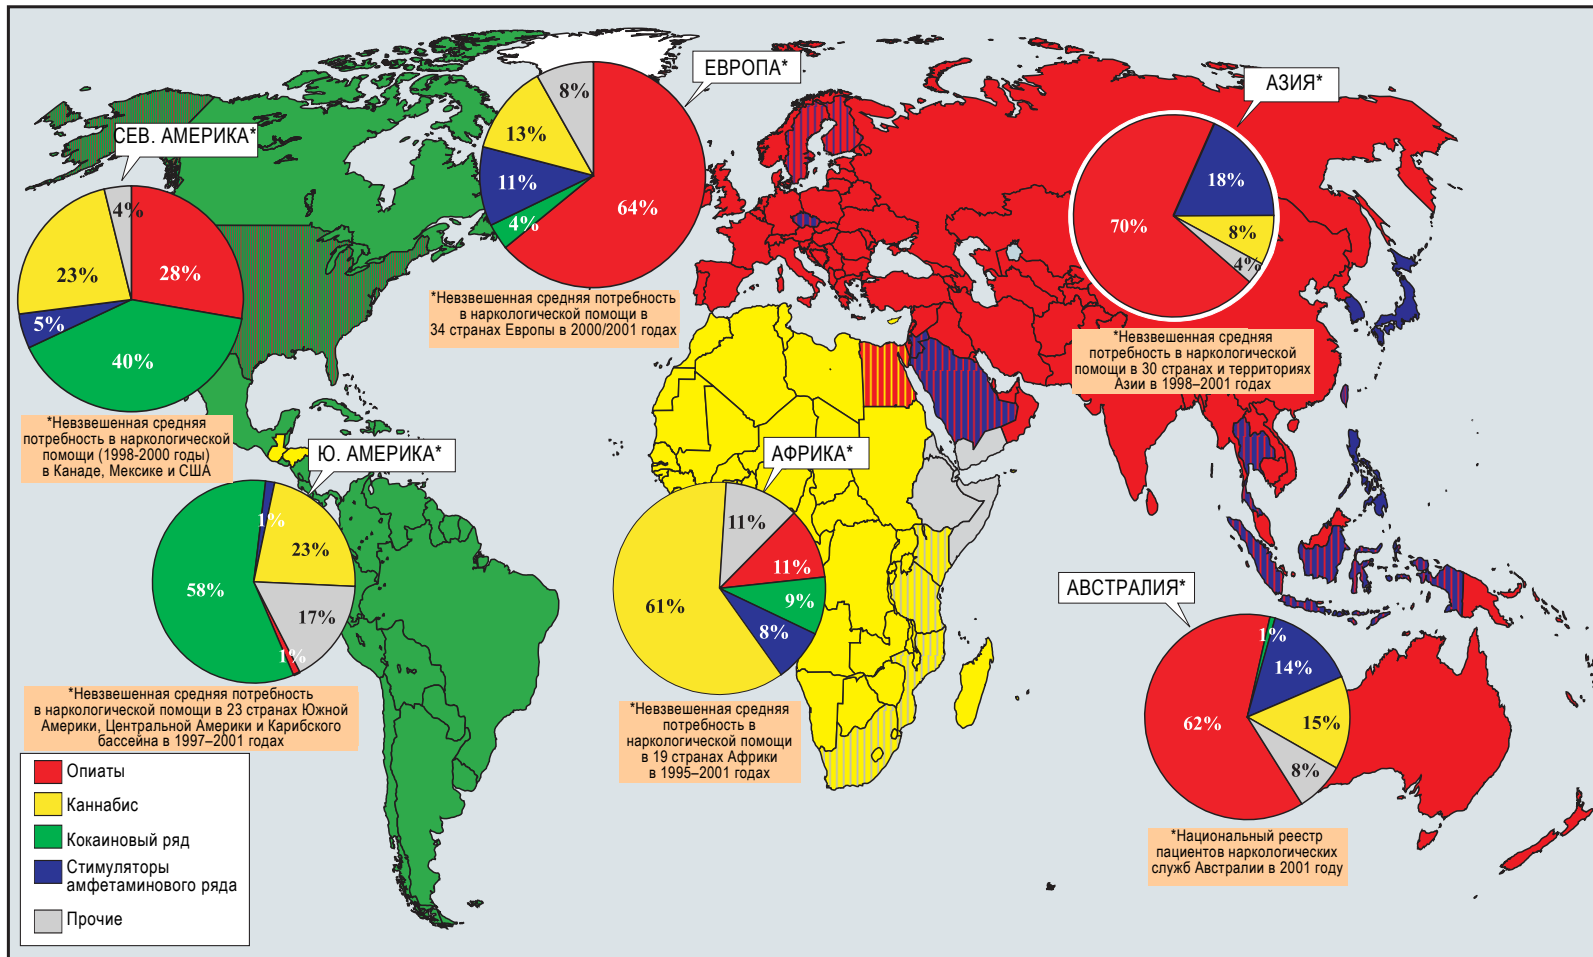 ЕВРОПА*
8%
13%
11%
4%
64%
*Невзвешенная средняя потребность
в наркологической помощи в
34 странах Европы в 2000/2001 годах
АЗИЯ*
18%
70%
8%
4%
*Невзвешенная средняя
потребность в наркологической
помощи в 30 странах и территориях
Азии в 1998–2001 годах
СЕВ. АМЕРИКА*
4%
23%
28%
5%
40%
*Невзвешенная средняя
потребность в наркологической
помощи (1998-2000 годы)
в Канаде, Мексике и США
Ю. АМЕРИКА*
1%
23%
58%
17%
1%
*Невзвешенная средняя потребность
в наркологической помощи в 23 странах Южной
Америки, Центральной Америки и Карибского
бассейна в 1997–2001 годах
АФРИКА*
11%
11%
61%
9%
8%
*Невзвешенная средняя
потребность в
наркологической помощи
в 19 странах Африки
в 1995–2001 годах
АВСТРАЛИЯ*
1%
14%
62%
15%
8%
*Национальный реестр
пациентов наркологических
служб Австралии в 2001 году
Опиаты
Каннабис
Кокаиновый ряд
Стимуляторы
амфетаминового ряда
Прочие